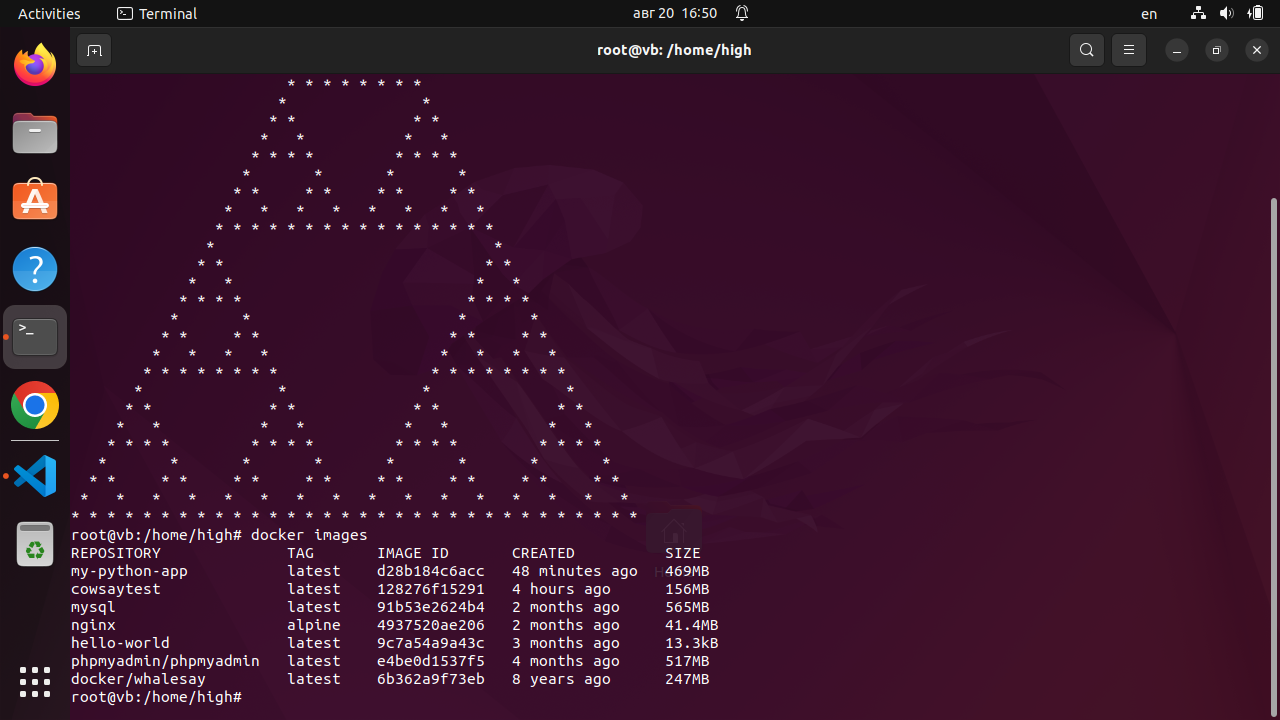 Activities Terminal авг 20 16:50 en
root@vb: /home/high
* * * * * * * *
*               *
* *             * *
*   *           *   *
* * * *         * * * *
*       *       *       *
* *     * *     * *     * *
*   *   *   *   *   *   *   *
* * * * * * * * * * * * * * * *
*                               *
* *                             * *
*   *                           *   *
* * * *                         * * * *
*       *                       *       *
* *     * *                     * *     * *
*   *   *   *                   *   *   *   *
* * * * * * * *                 * * * * * * * *
*               *               *               *
* *             * *             * *             * *
*   *           *   *           *   *           *   *
* * * *         * * * *         * * * *         * * * *
*       *       *       *       *       *       *       *
* *     * *     * *     * *     * *     * *     * *     * *
*   *   *   *   *   *   *   *   *   *   *   *   *   *   *   *
* * * * * * * * * * * * * * * * * * * * * * * * * * * * * * * *
root@vb:/home/high# docker images
REPOSITORY              TAG       IMAGE ID       CREATED          SIZE
my-python-app           latest    d28b184c6acc   48 minutes ago   469MB
cowsaytest              latest    128276f15291   4 hours ago      156MB
mysql                   latest    91b53e2624b4   2 months ago     565MB
nginx                   alpine    4937520ae206   2 months ago     41.4MB
hello-world             latest    9c7a54a9a43c   3 months ago     13.3kB
phpmyadmin/phpmyadmin   latest    e4be0d1537f5   4 months ago     517MB
docker/whalesay         latest    6b362a9f73eb   8 years ago      247MB
root@vb:/home/high#